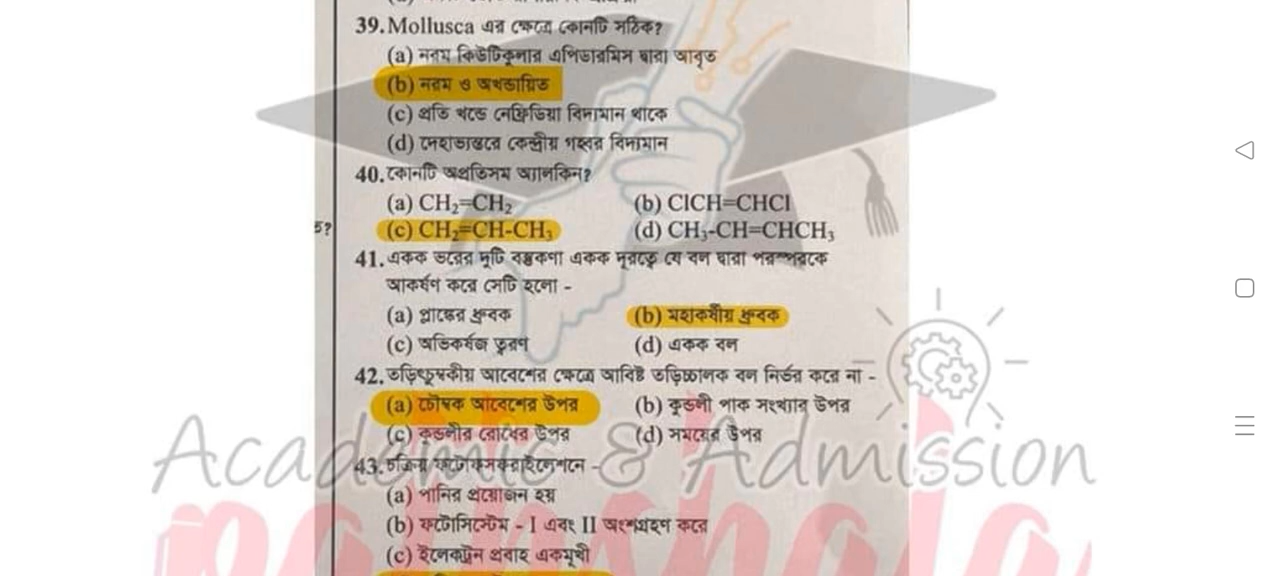 39. Mollusca এর ক্ষেত্রে কোনটি সঠিক?
(a) নরম কিউটিকুলার এপিডারমিস দ্বারা আবৃত
(b) নরম ও অখন্ডায়িত
(c) প্রতি খন্ডে নেফ্রিডিয়া বিদ্যমান থাকে
(d) দেহাভ্যন্তরে কেন্দ্রীয় গহ্বর বিদ্যমান
40. কোনটি অপ্রতিসম অ্যালকিন?
(a) CH₂=CH₂ (b) ClCH=CHCl
(c) CH₂=CH-CH₃ (d) CH₃-CH=CHCH₃
41. একক ভরের দুটি বস্তুকণা একক দূরত্বে যে বল দ্বারা পরস্পরকে
আকর্ষণ করে সেটি হলো -
(a) প্লাঙ্কের ধ্রুবক (b) মহাকর্ষীয় ধ্রুবক
(c) অভিকর্ষজ ত্বরণ (d) একক বল
42. তড়িৎচুম্বকীয় আবেশের ক্ষেত্রে আবিষ্ট তড়িচ্চালক বল নির্ভর করে না -
(a) চৌম্বক আবেশের উপর (b) কুন্ডলী পাক সংখ্যার উপর
(c) কুন্ডলীর রোধের উপর (d) সময়ের উপর
Academic & Admission
43. চক্রিয় ফটোফসফরাইলেশনে -
(a) পানির প্রয়োজন হয়
(b) ফটোসিস্টেম - I এবং II অংশগ্রহণ করে
pathshala
(c) ইলেকট্রন প্রবাহ একমুখী